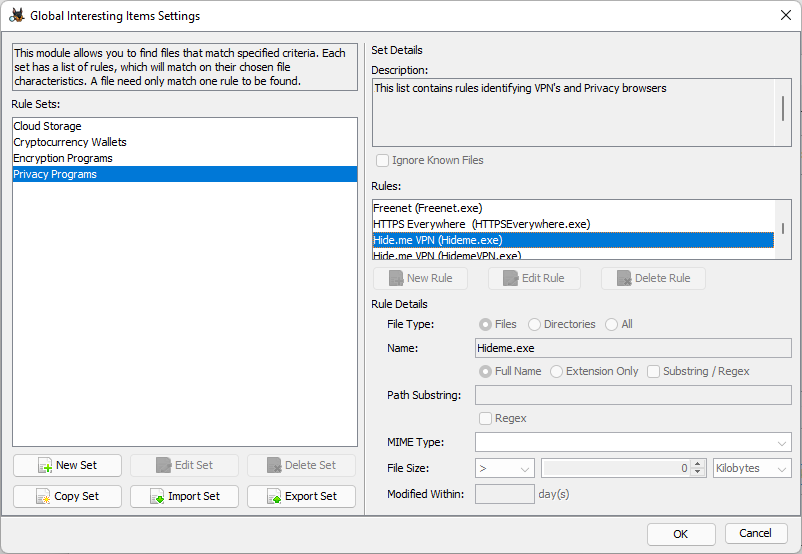 Global Interesting Items Settings
This module allows you to find files that match specified criteria. Each
set has a list of rules, which will match on their chosen file
characteristics. A file need only match one rule to be found.
Rule Sets:
Cloud Storage
Cryptocurrency Wallets
Encryption Programs
Privacy Programs
New Set
Edit Set
Delete Set
Copy Set
Import Set
Export Set
Set Details
Description:
This list contains rules identifying VPN's and Privacy browsers
Ignore Known Files
Rules:
Freenet (Freenet.exe)
HTTPS Everywhere  (HTTPSEverywhere.exe)
Hide.me VPN (Hideme.exe)
Hide.me VPN (HidemeVPN.exe)
New Rule
Edit Rule
Delete Rule
Rule Details
File Type:
Files
Directories
All
Name:
Hideme.exe
Full Name
Extension Only
Substring / Regex
Path Substring:
Regex
MIME Type:
File Size:
>
0
Kilobytes
Modified Within:
day(s)
OK
Cancel